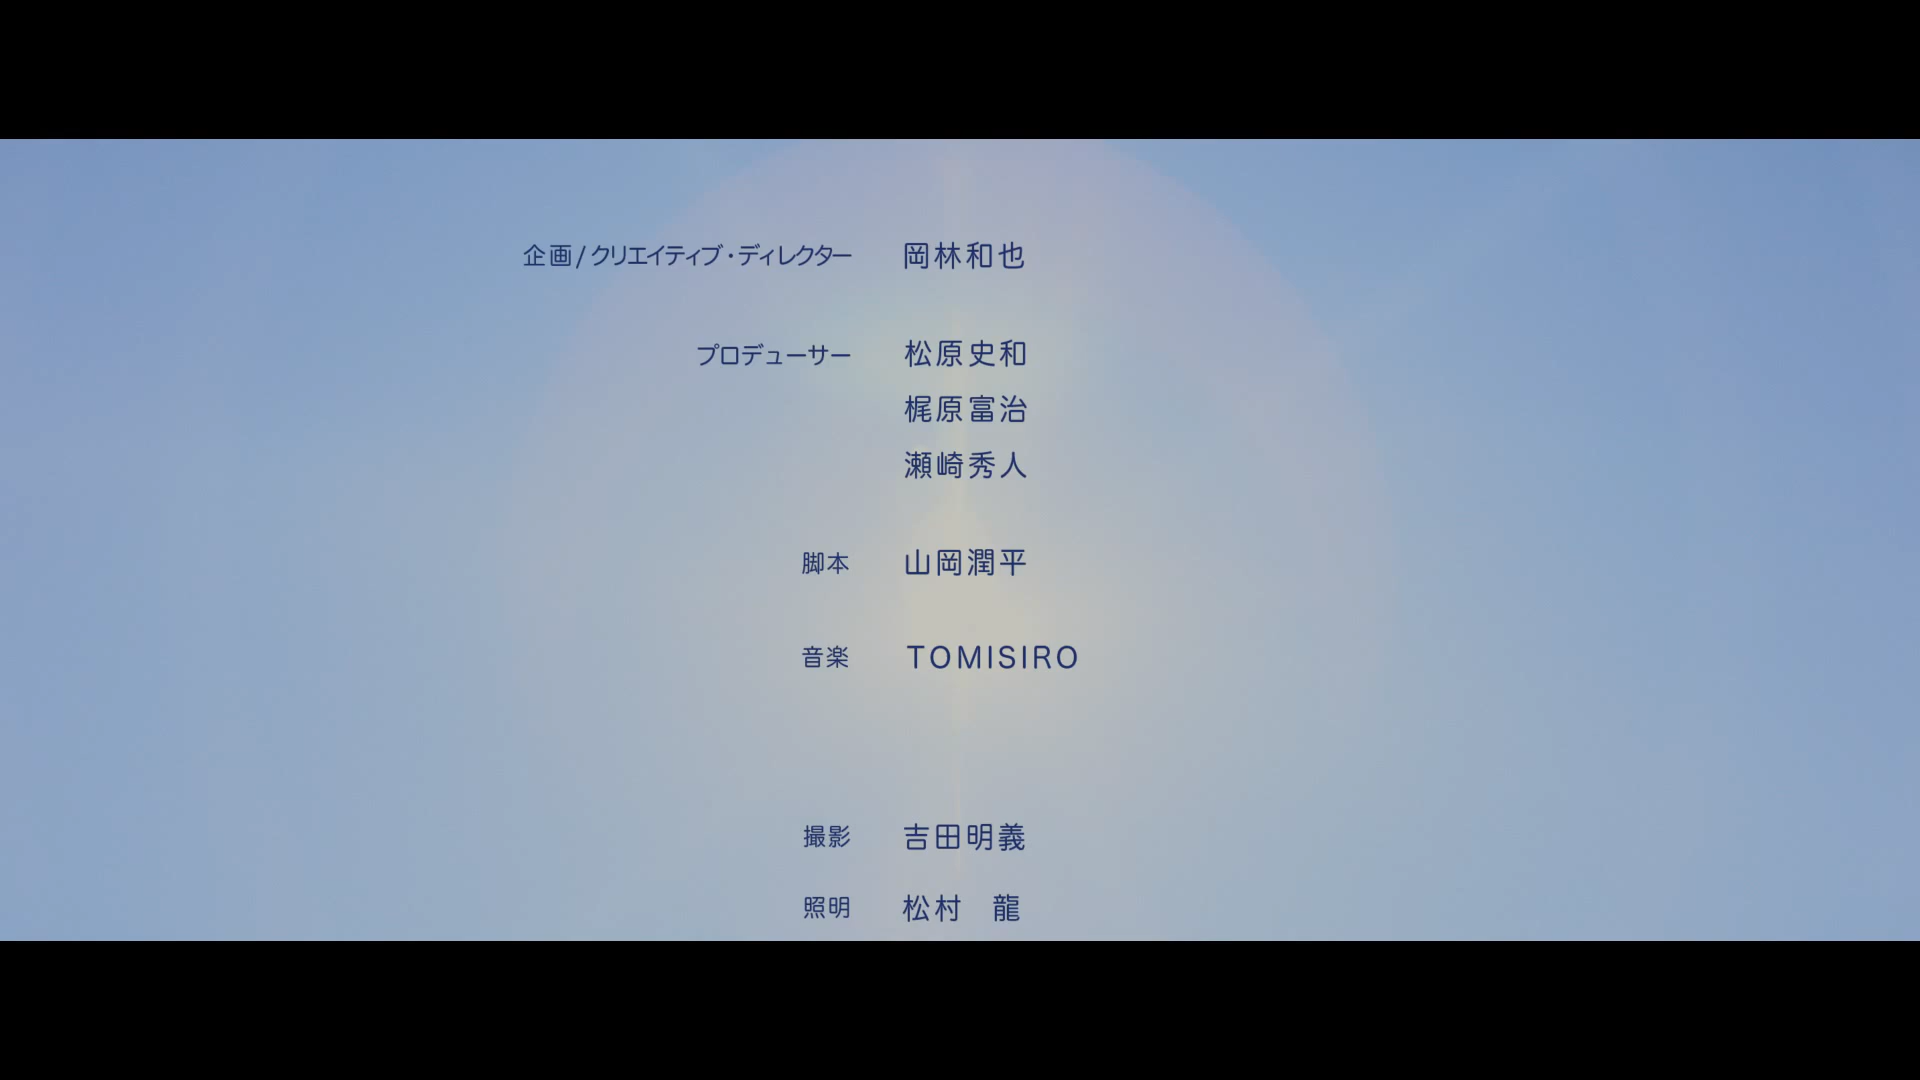 企画/クリエイティブ・ディレクター 岡林和也
プロデューサー 松原史和
梶原富治
瀬崎秀人
脚本 山岡潤平
音楽 TOMISIRO
撮影 吉田明義
照明 松村 龍